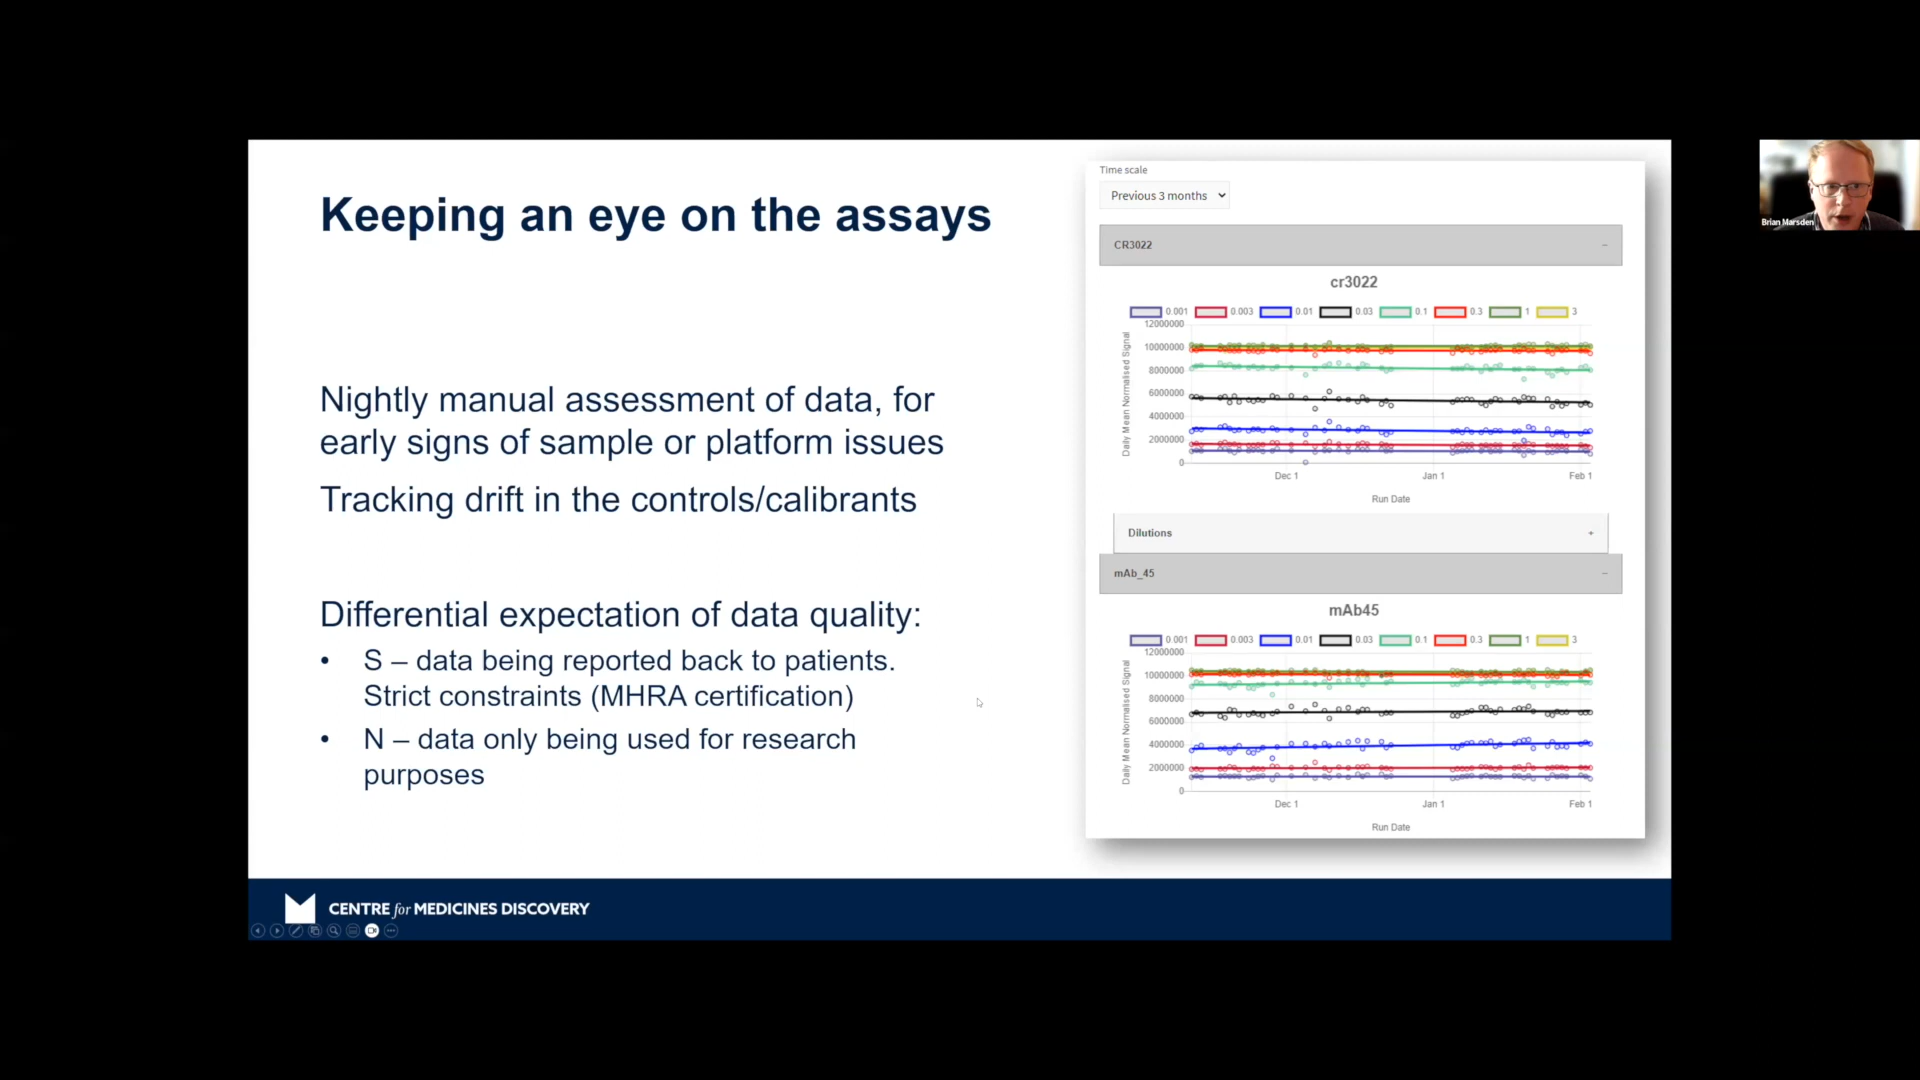 Keeping an eye on the assays
Nightly manual assessment of data, for
early signs of sample or platform issues
Tracking drift in the controls/calibrants
Differential expectation of data quality:
• S – data being reported back to patients.
Strict constraints (MHRA certification)
• N – data only being used for research
purposes
CENTRE for MEDICINES DISCOVERY
Time scale
Previous 3 months
CR3022 −
cr3022
0.001 0.003 0.01 0.03 0.1 0.3 1 3
Daily Mean Normalised Signal
12000000
10000000
8000000
6000000
4000000
2000000
0
Dec 1 Jan 1 Feb 1
Run Date
Dilutions +
mAb_45 −
mAb45
0.001 0.003 0.01 0.03 0.1 0.3 1 3
Daily Mean Normalised Signal
12000000
10000000
8000000
6000000
4000000
2000000
0
Dec 1 Jan 1 Feb 1
Run Date
Brian Marsden